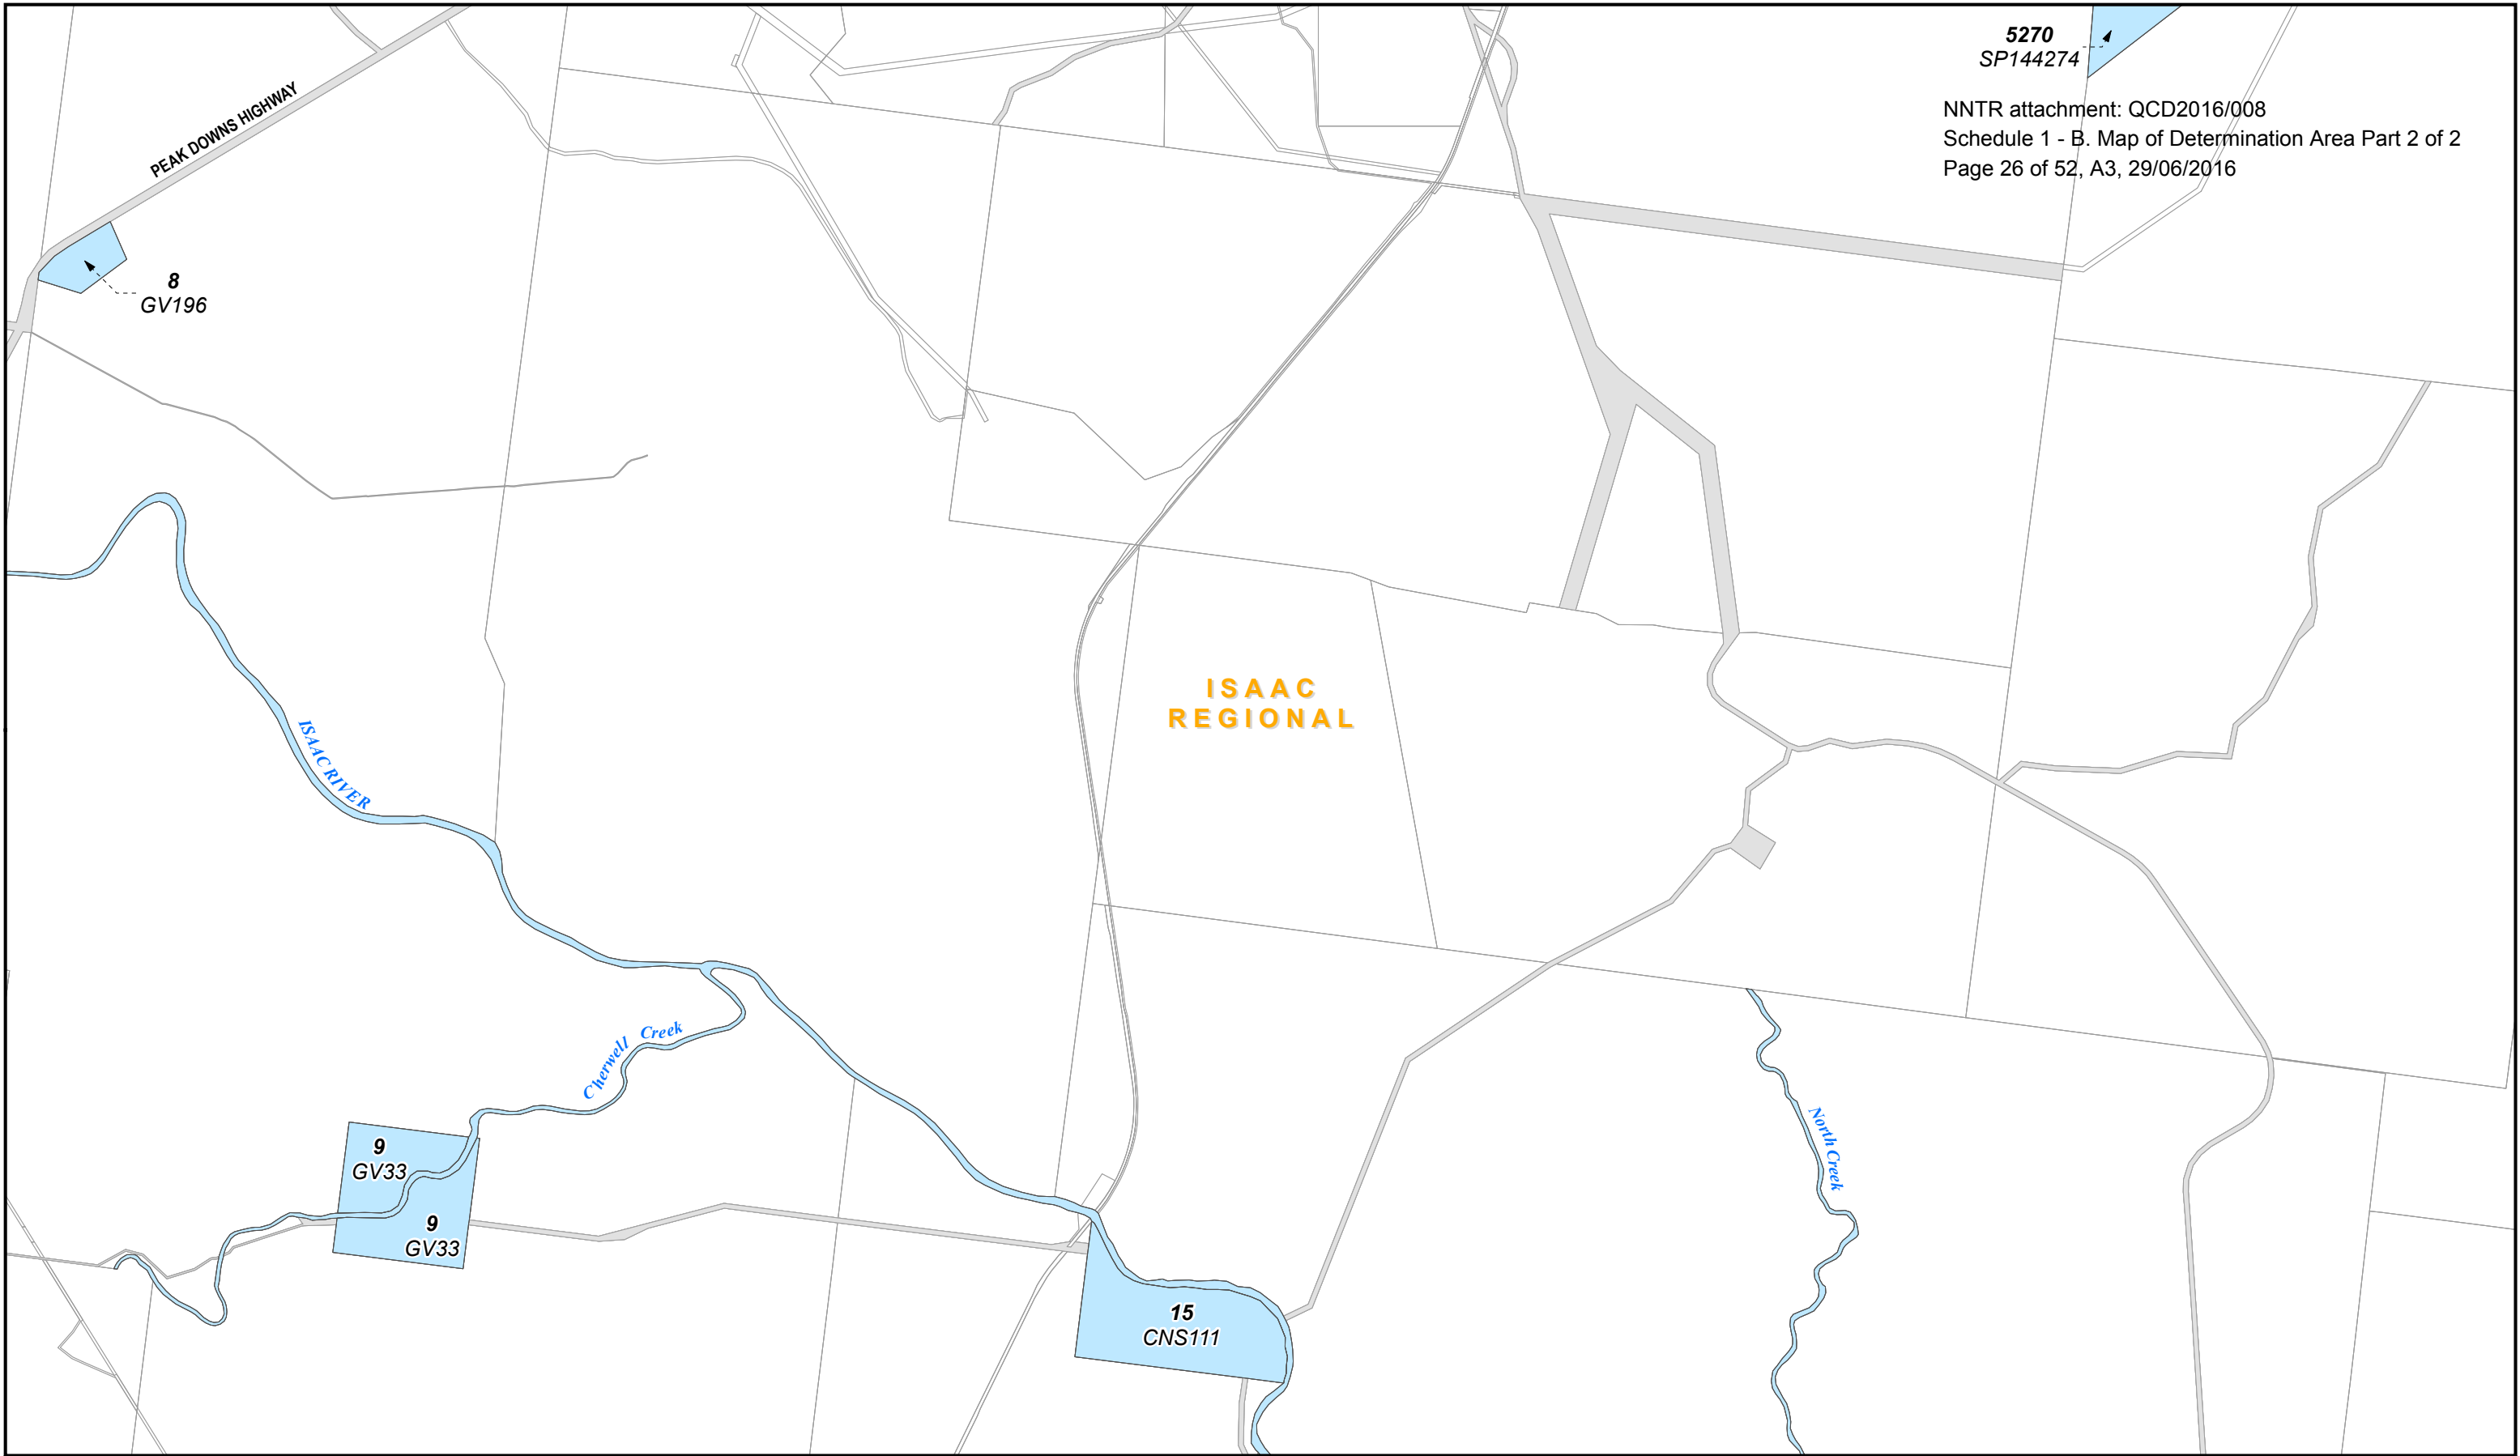 5270
SP144274
NNTR attachment: QCD2016/008
Schedule 1 - B. Map of Determination Area Part 2 of 2
Page 26 of 52, A3, 29/06/2016
PEAK DOWNS HIGHWAY
8
GV196
ISAAC
REGIONAL
ISAAC RIVER
Cherwell Creek
North Creek
9
GV33
9
GV33
15
CNS111